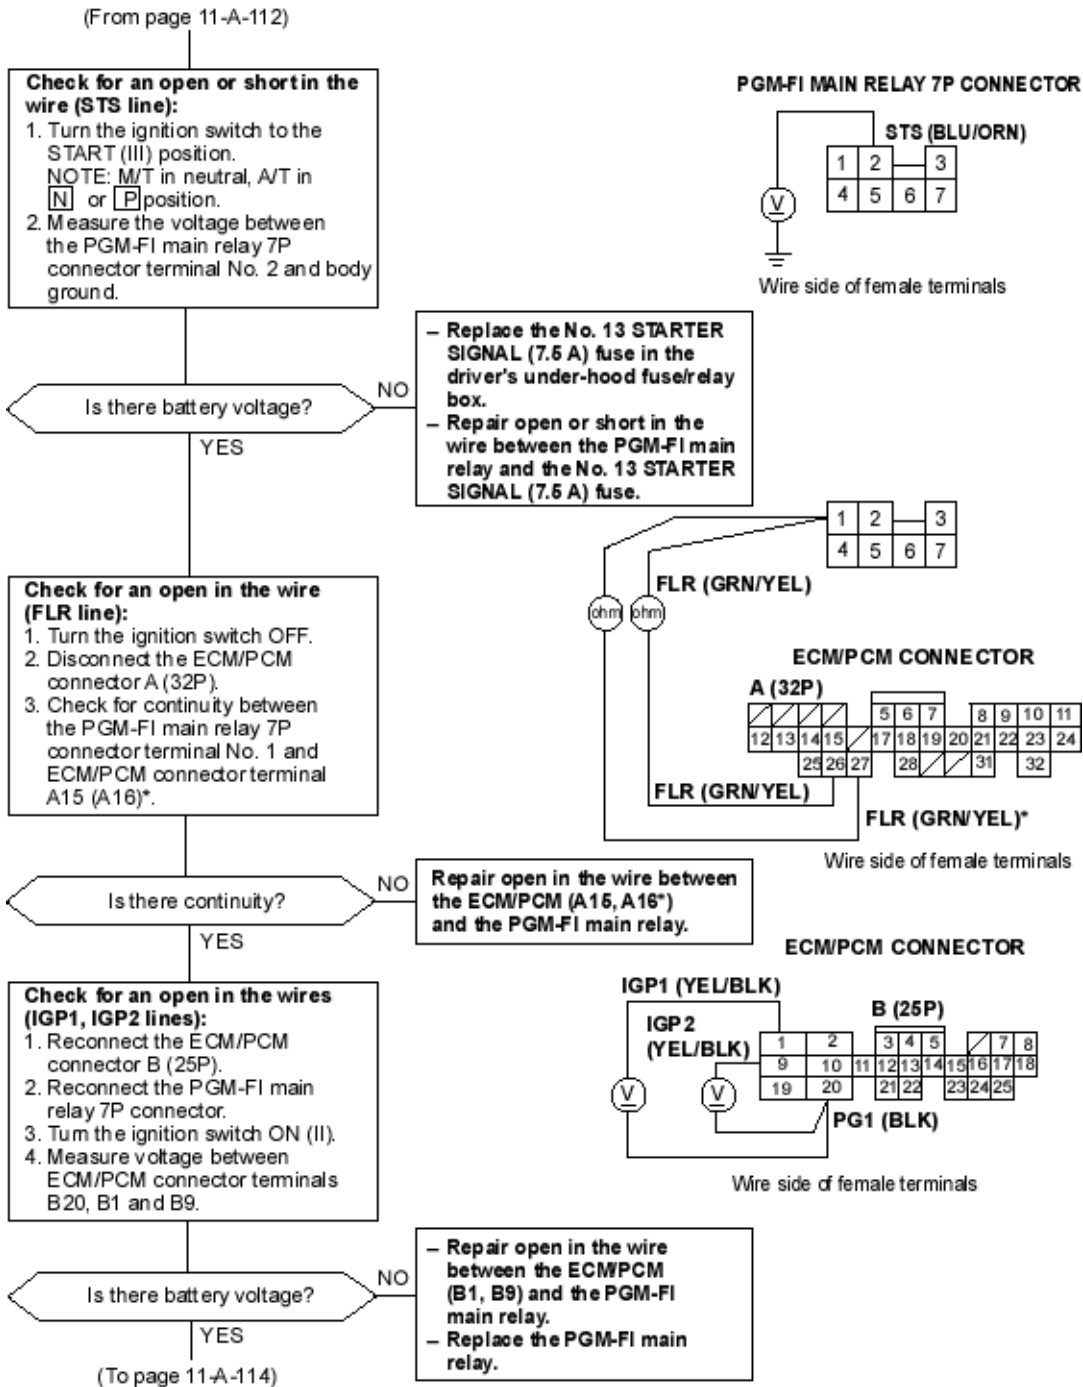 (From page 11-A-112)
Check for an open or short in the
wire (STS line):
1. Turn the ignition switch to the
START (III) position.
NOTE: M/T in neutral, A/T in
N or P position.
2. Measure the voltage between
the PGM-FI main relay 7P
connector terminal No. 2 and body
ground.
PGM-FI MAIN RELAY 7P CONNECTOR
STS (BLU/ORN)
1 2 3
4 5 6 7
V
Wire side of female terminals
Is there battery voltage?
NO
YES
– Replace the No. 13 STARTER
SIGNAL (7.5 A) fuse in the
driver's under-hood fuse/relay
box.
– Repair open or short in the
wire between the PGM-FI main
relay and the No. 13 STARTER
SIGNAL (7.5 A) fuse.
Check for an open in the wire
(FLR line):
1. Turn the ignition switch OFF.
2. Disconnect the ECM/PCM
connector A (32P).
3. Check for continuity between
the PGM-FI main relay 7P
connector terminal No. 1 and
ECM/PCM connector terminal
A15 (A16)*.
1 2 3
4 5 6 7
FLR (GRN/YEL)
ohm ohm
ECM/PCM CONNECTOR
A (32P)
5 6 7 8 9 10 11
12 13 14 15 17 18 19 20 21 22 23 24
25 26 27 28 31 32
FLR (GRN/YEL)
FLR (GRN/YEL)*
Wire side of female terminals
Is there continuity?
NO
YES
Repair open in the wire between
the ECM/PCM (A15, A16*)
and the PGM-FI main relay.
Check for an open in the wires
(IGP1, IGP2 lines):
1. Reconnect the ECM/PCM
connector B (25P).
2. Reconnect the PGM-FI main
relay 7P connector.
3. Turn the ignition switch ON (II).
4. Measure voltage between
ECM/PCM connector terminals
B20, B1 and B9.
ECM/PCM CONNECTOR
IGP1 (YEL/BLK)
B (25P)
IGP2
(YEL/BLK)
1 2 3 4 5 7 8
9 10 11 12 13 14 15 16 17 18
19 20 21 22 23 24 25
V V
PG1 (BLK)
Wire side of female terminals
Is there battery voltage?
NO
YES
– Repair open in the wire
between the ECM/PCM
(B1, B9) and the PGM-FI
main relay.
– Replace the PGM-FI main
relay.
(To page 11-A-114)